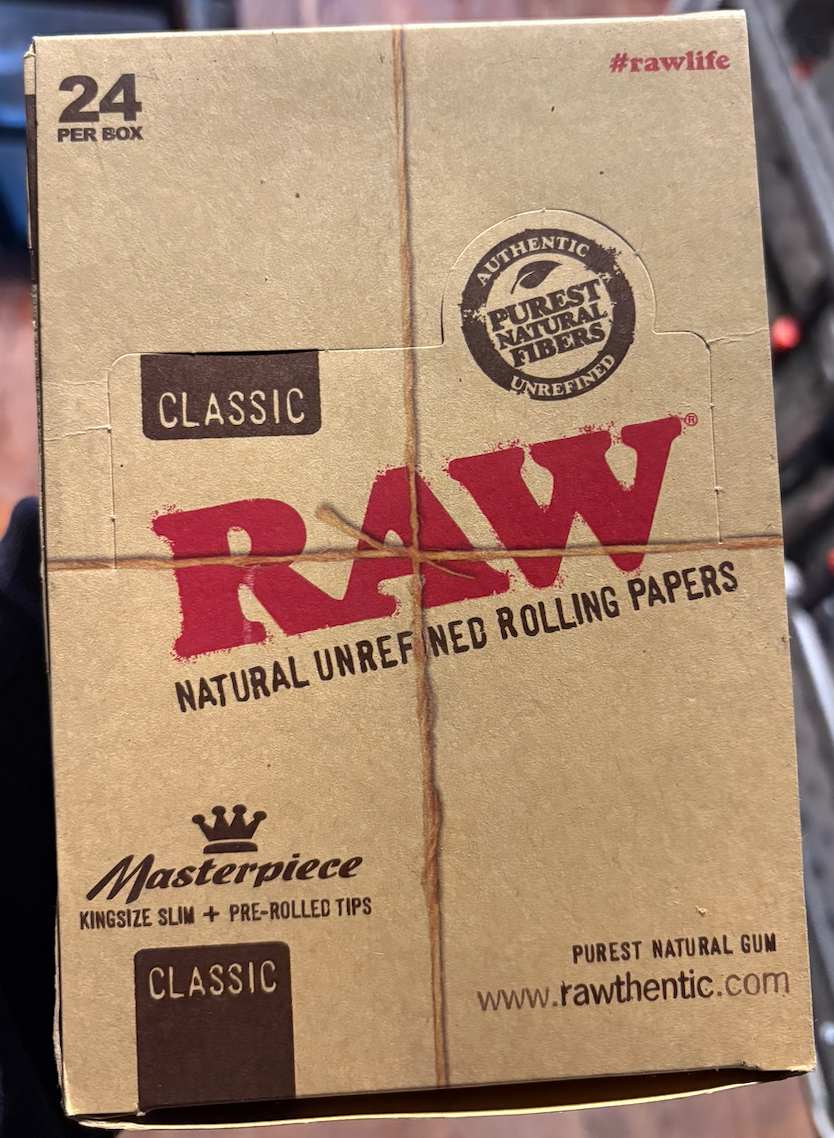 24
PER BOX
#rawlife
AUTHENTIC
PUREST
NATURAL
FIBERS
UNREFINED
CLASSIC
RAW®
NATURAL UNREFINED ROLLING PAPERS
Masterpiece
KINGSIZE SLIM + PRE-ROLLED TIPS
CLASSIC
PUREST NATURAL GUM
www.rawthentic.com